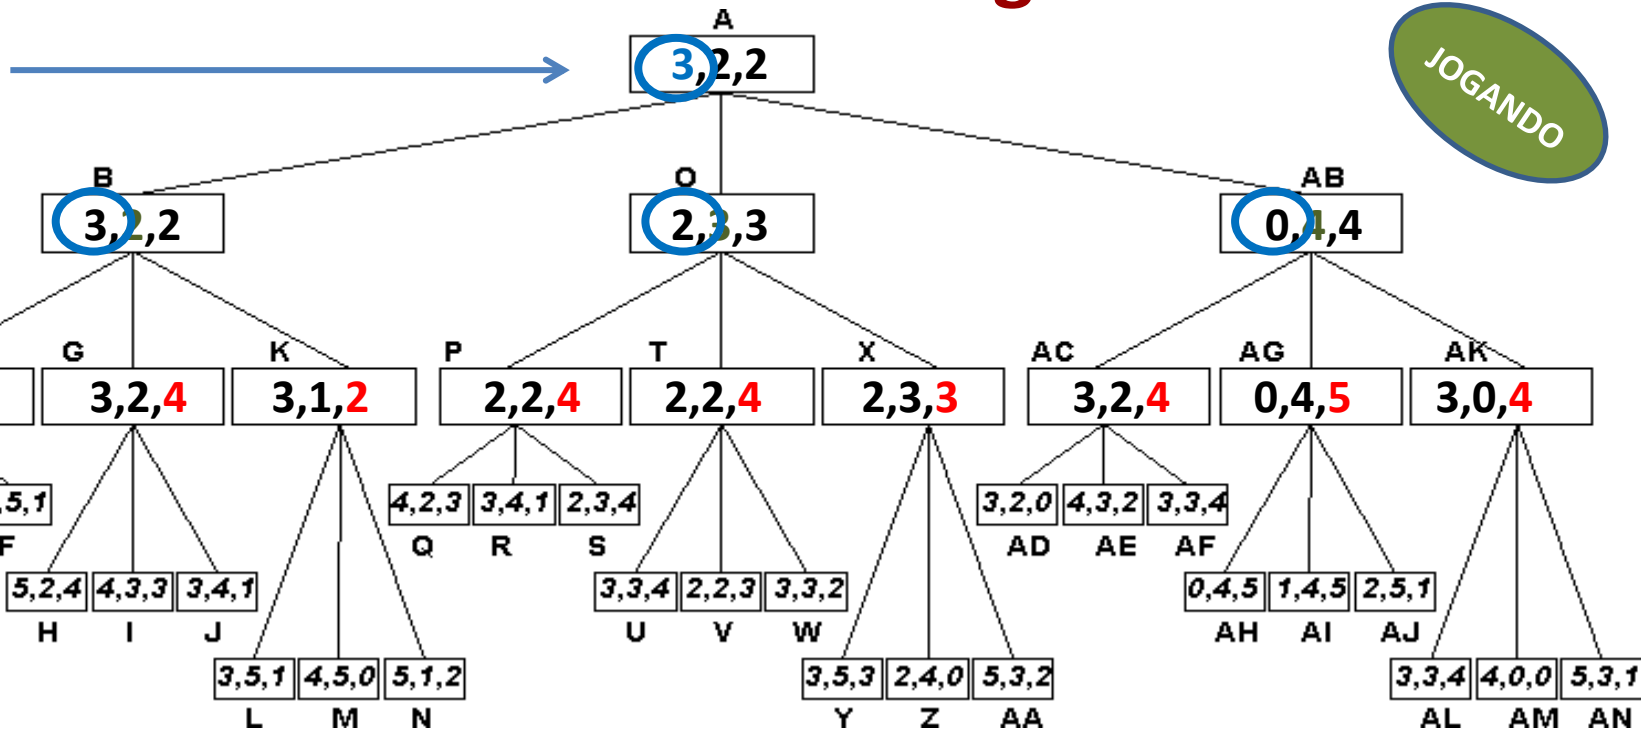 A
JOGANDO
3,2,2
B
O
AB
3,2,2
2,3,3
0,4,4
G
K
P
T
X
AC
AG
AK
3,2,4
3,1,2
2,2,4
2,2,4
2,3,3
3,2,4
0,4,5
3,0,4
,5,1
4,2,3
3,4,1
2,3,4
3,2,0
4,3,2
3,3,4
F
Q
R
S
AD
AE
AF
5,2,4
4,3,3
3,4,1
3,3,4
2,2,3
3,3,2
0,4,5
1,4,5
2,5,1
H
I
J
U
V
W
AH
AI
AJ
3,5,1
4,5,0
5,1,2
3,5,3
2,4,0
5,3,2
3,3,4
4,0,0
5,3,1
L
M
N
Y
Z
AA
AL
AM
AN